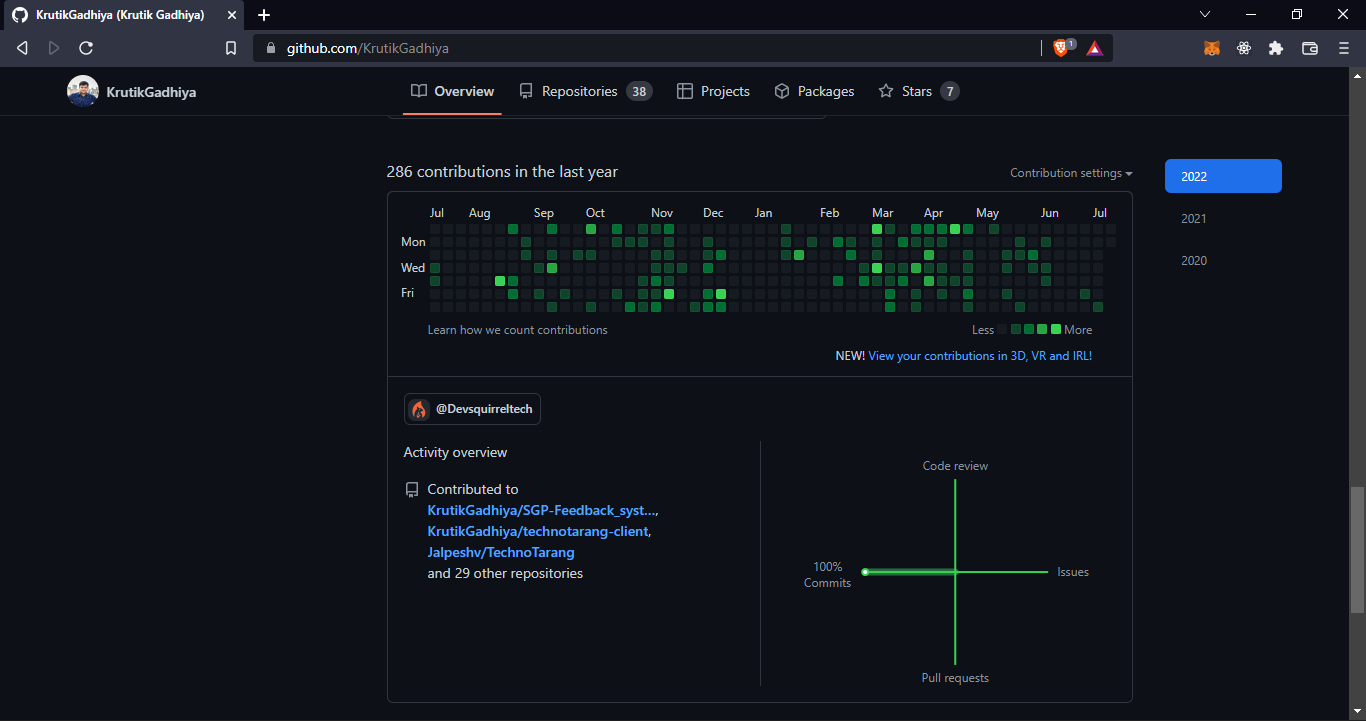 KrutikGadhiya (Krutik Gadhiya)
github.com/KrutikGadhiya
1
KrutikGadhiya
Overview
Repositories 38
Projects
Packages
Stars 7
286 contributions in the last year
Contribution settings
2022
2021
2020
Jul Aug Sep Oct Nov Dec Jan Feb Mar Apr May Jun Jul
Mon
Wed
Fri
Learn how we count contributions
Less More
NEW! View your contributions in 3D, VR and IRL!
@Devsquirreltech
Activity overview
Contributed to
KrutikGadhiya/SGP-Feedback_syst…,
KrutikGadhiya/technotarang-client,
Jalpeshv/TechnoTarang
and 29 other repositories
Code review
100%
Commits
Issues
Pull requests